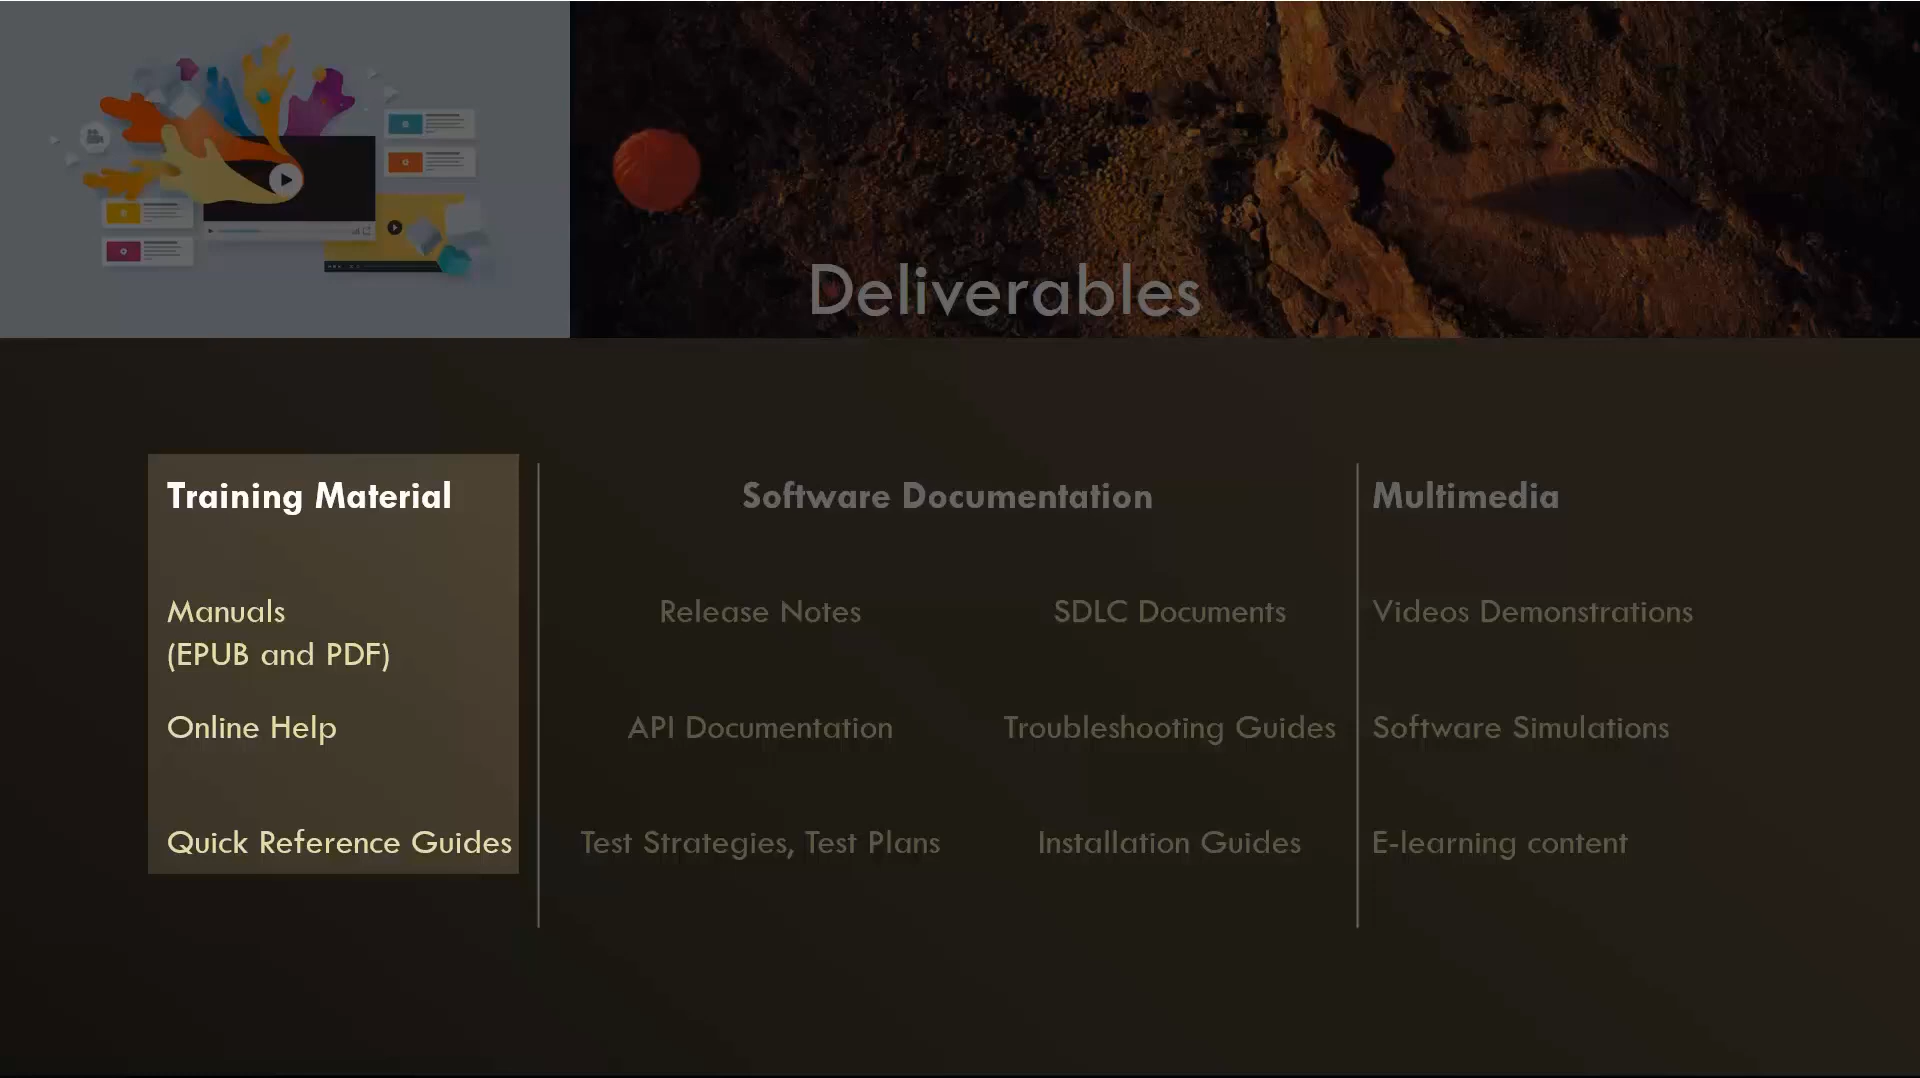 Deliverables
Training Material
Manuals
(EPUB and PDF)
Online Help
Quick Reference Guides
Software Documentation
Release Notes
SDLC Documents
API Documentation
Troubleshooting Guides
Test Strategies, Test Plans
Installation Guides
Multimedia
Videos Demonstrations
Software Simulations
E-learning content